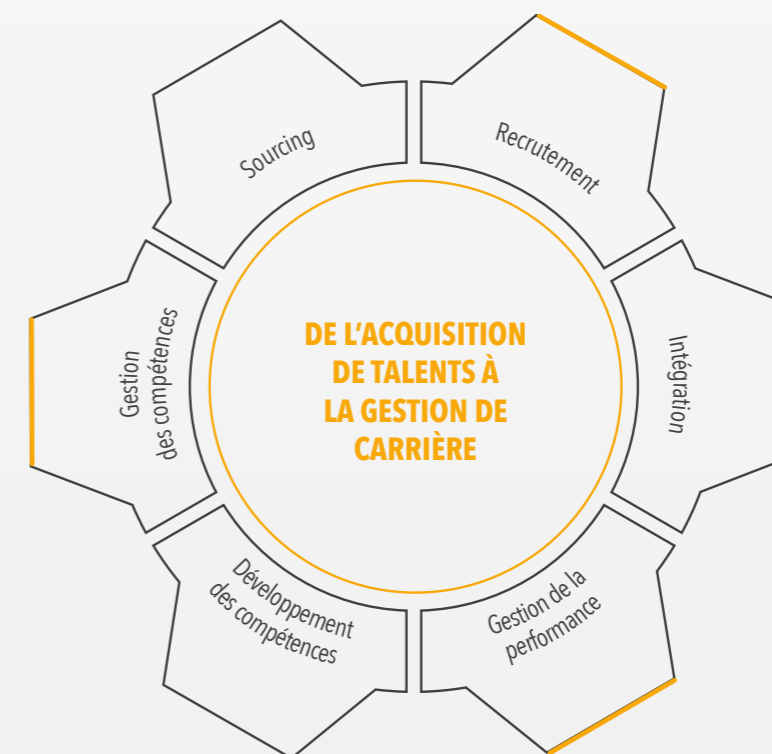 Sourcing
Recrutement
Intégration
Gestion de la
performance
Développement
des compétences
Gestion
des compétences
DE L'ACQUISITION
DE TALENTS À
LA GESTION DE
CARRIÈRE